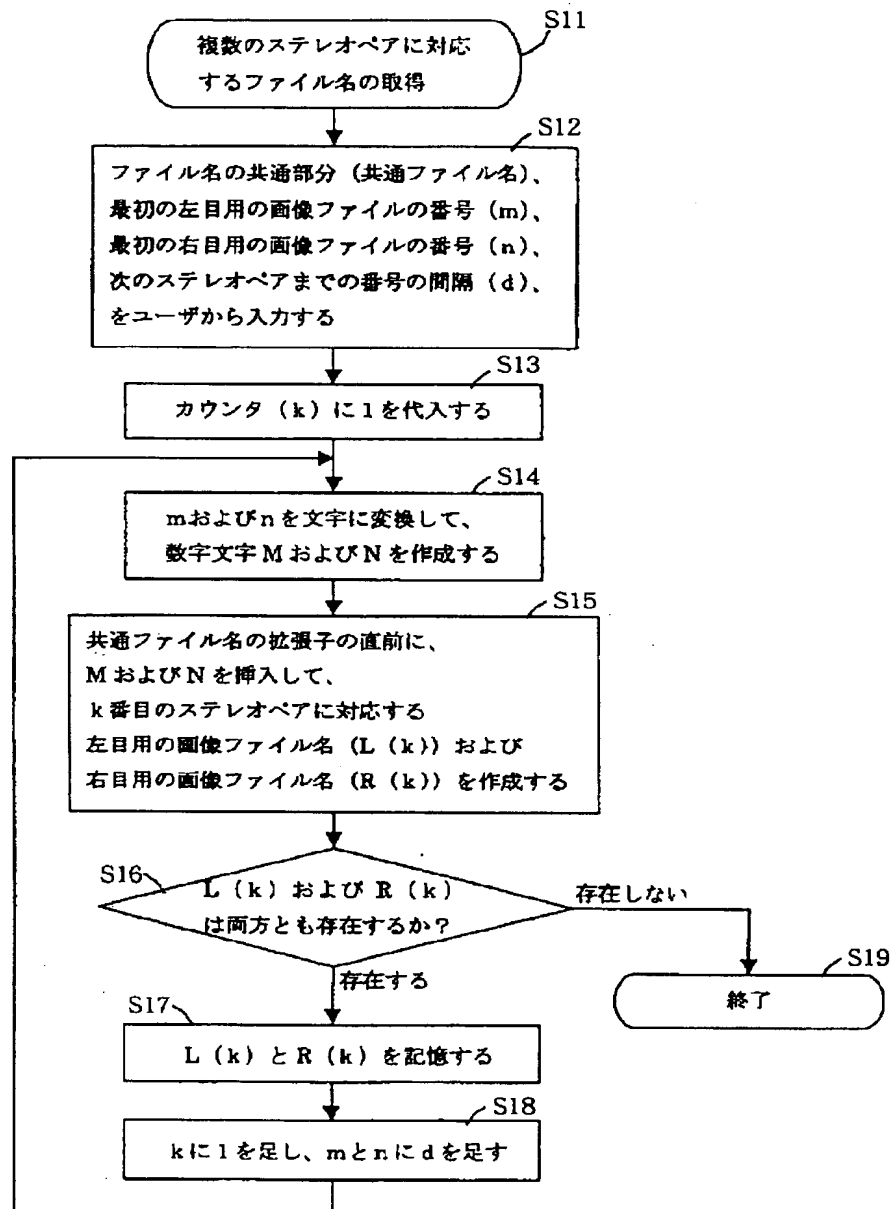 S11
複数のステレオペアに対応
するファイル名の取得
S12
ファイル名の共通部分（共通ファイル名）、
最初の左目用の画像ファイルの番号（m）、
最初の右目用の画像ファイルの番号（n）、
次のステレオペアまでの番号の間隔（d）、
をユーザから入力する
S13
カウンタ（k）に1を代入する
S14
mおよびnを文字に変換して、
数字文字MおよびNを作成する
S15
共通ファイル名の拡張子の直前に、
MおよびNを挿入して、
k番目のステレオペアに対応する
左目用の画像ファイル名（L（k））および
右目用の画像ファイル名（R（k））を作成する
S16
L（k）および R（k）
は両方とも存在するか？
存在しない
存在する
S19
終了
S17
L（k）とR（k）を記憶する
S18
kに1を足し、mとnにdを足す